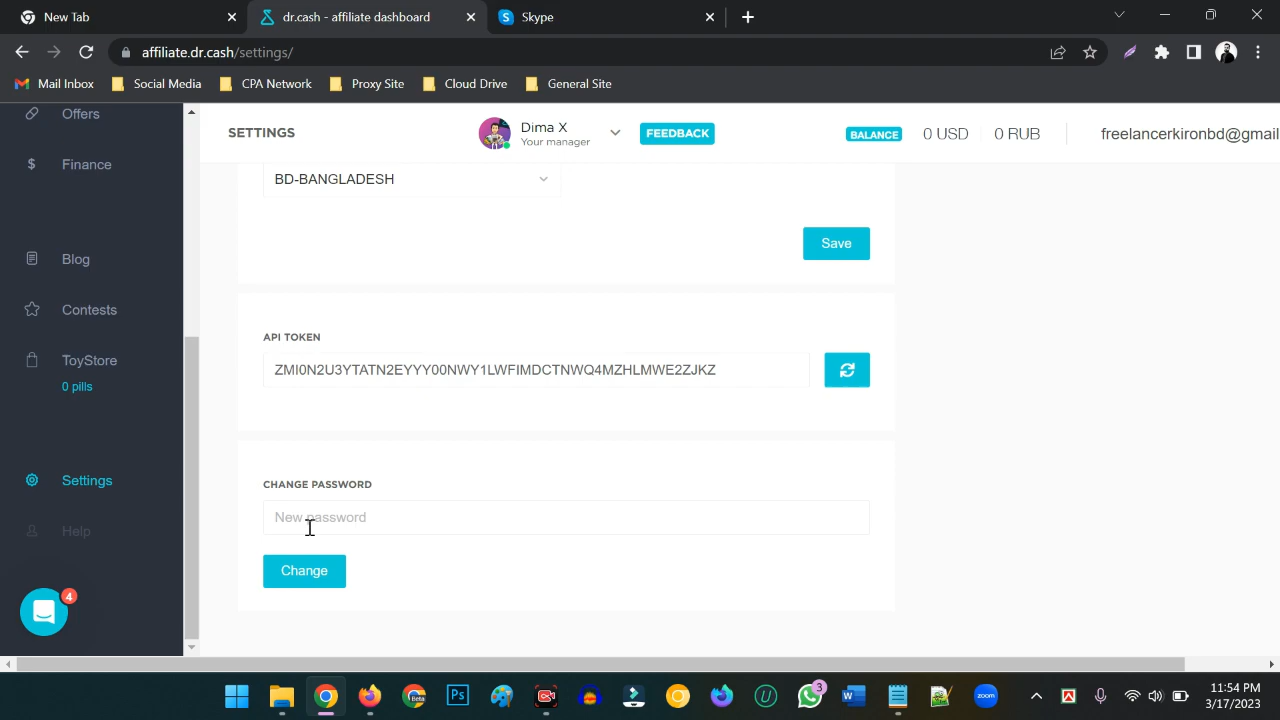 New Tab
dr.cash - affiliate dashboard
Skype
affiliate.dr.cash/settings/
Mail Inbox
Social Media
CPA Network
Proxy Site
Cloud Drive
General Site
Offers
Finance
Blog
Contests
ToyStore
0 pills
Settings
Help
4
SETTINGS
Dima X
Your manager
FEEDBACK
BALANCE
0 USD
0 RUB
freelancerkironbd@gmail
BD-BANGLADESH
Save
API TOKEN
ZMI0N2U3YTATN2EYYY00NWY1LWFIMDCTNWQ4MZHLMWE2ZJKZ
CHANGE PASSWORD
New password
Change
Ps
Beta
3
W
zoom
11:54 PM
3/17/2023